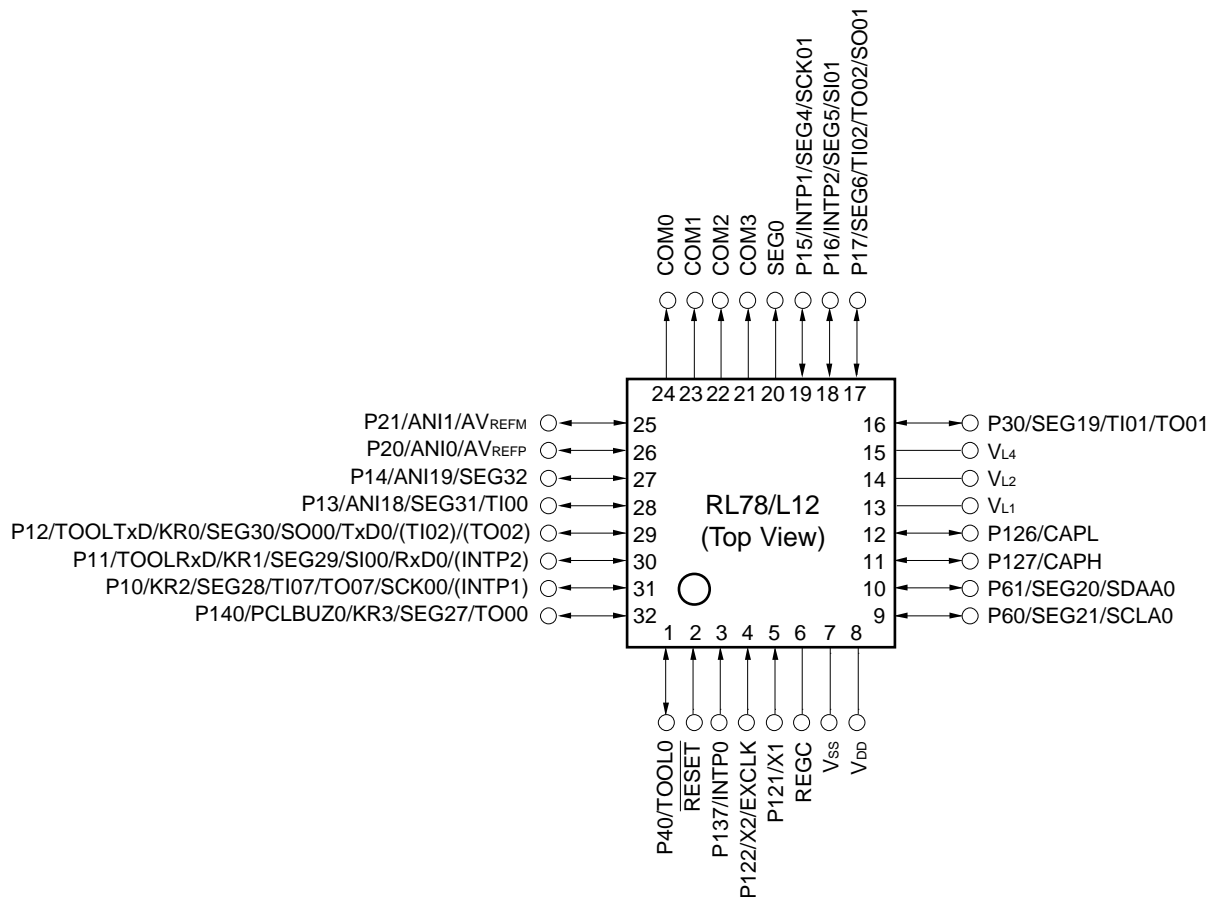 COM0
COM1
COM2
COM3
SEG0
P15/INTP1/SEG4/SCK01
P16/INTP2/SEG5/SI01
P17/SEG6/TI02/TO02/SO01
24 23 22 21 20 19 18 17
P21/ANI1/AVREFM 25
P20/ANI0/AVREFP 26
P14/ANI19/SEG32 27
P13/ANI18/SEG31/TI00 28
P12/TOOLTxD/KR0/SEG30/SO00/TxD0/(TI02)/(TO02) 29
P11/TOOLRxD/KR1/SEG29/SI00/RxD0/(INTP2) 30
P10/KR2/SEG28/TI07/TO07/SCK00/(INTP1) 31
P140/PCLBUZ0/KR3/SEG27/TO00 32
RL78/L12
(Top View)
16 P30/SEG19/TI01/TO01
15 VL4
14 VL2
13 VL1
12 P126/CAPL
11 P127/CAPH
10 P61/SEG20/SDAA0
9 P60/SEG21/SCLA0
1 2 3 4 5 6 7 8
P40/TOOL0
RESET
P137/INTP0
P122/X2/EXCLK
P121/X1
REGC
VSS
VDD